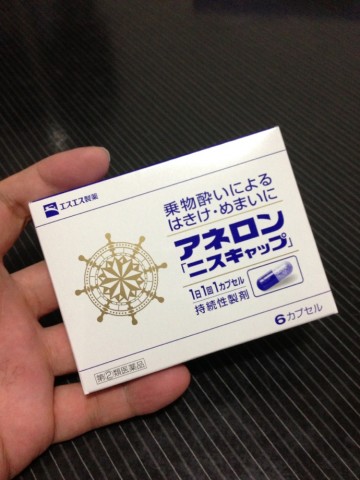 エスエス製薬
乗物酔いによる
はきけ・めまいに
アネロン
「ニスキャップ」
1日1回1カプセル
持続性製剤
6カプセル
指定②類医薬品